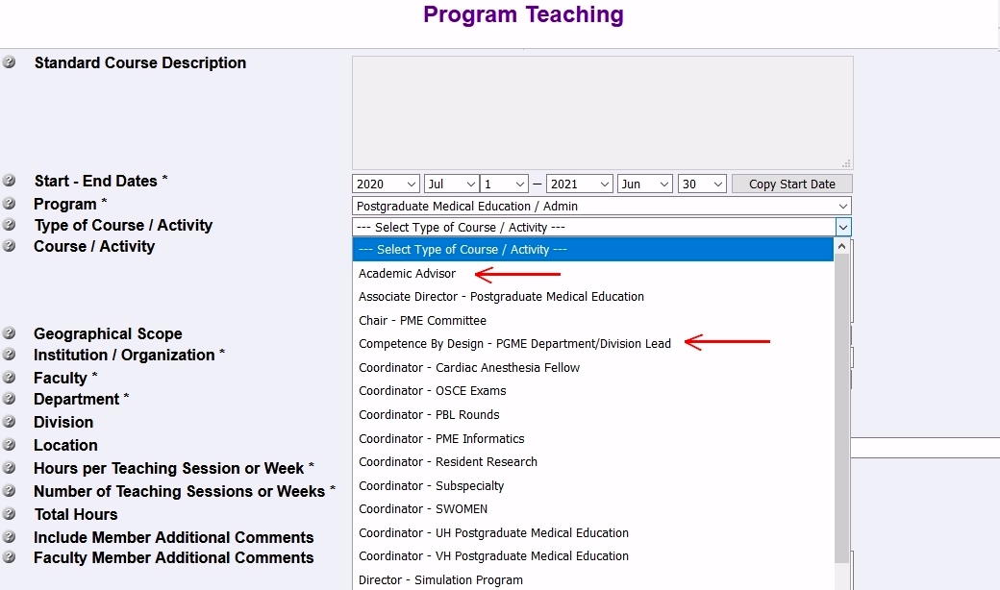 Program Teaching
Standard Course Description
Start - End Dates * 2020 Jul 1 – 2021 Jun 30 Copy Start Date
Program * Postgraduate Medical Education / Admin
Type of Course / Activity --- Select Type of Course / Activity ---
Course / Activity --- Select Type of Course / Activity ---
Academic Advisor
Associate Director - Postgraduate Medical Education
Chair - PME Committee
Geographical Scope
Competence By Design - PGME Department/Division Lead
Institution / Organization *
Coordinator - Cardiac Anesthesia Fellow
Faculty *
Coordinator - OSCE Exams
Department *
Coordinator - PBL Rounds
Division
Coordinator - PME Informatics
Location
Coordinator - Resident Research
Hours per Teaching Session or Week *
Coordinator - Subspecialty
Number of Teaching Sessions or Weeks *
Coordinator - SWOMEN
Total Hours
Coordinator - UH Postgraduate Medical Education
Include Member Additional Comments
Coordinator - VH Postgraduate Medical Education
Faculty Member Additional Comments
Director - Simulation Program